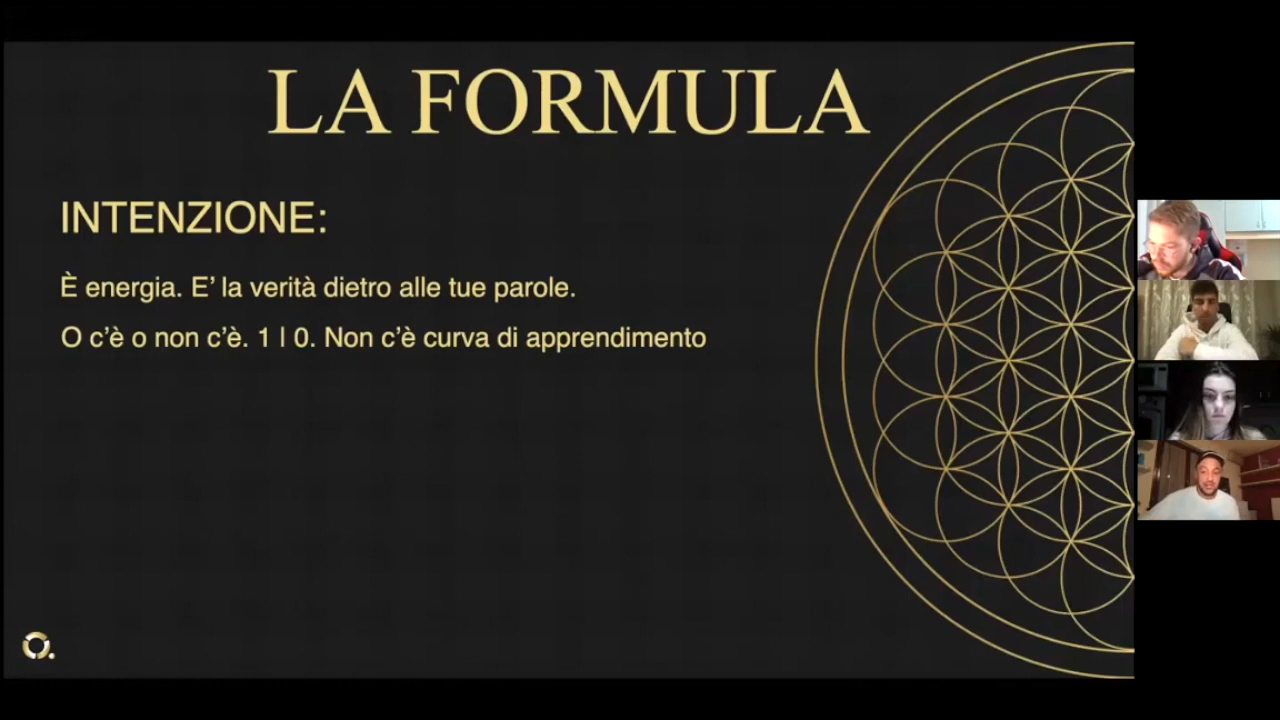 LA FORMULA
INTENZIONE:
È energia. E’ la verità dietro alle tue parole.
O c’è o non c’è. 1 | 0. Non c’è curva di apprendimento